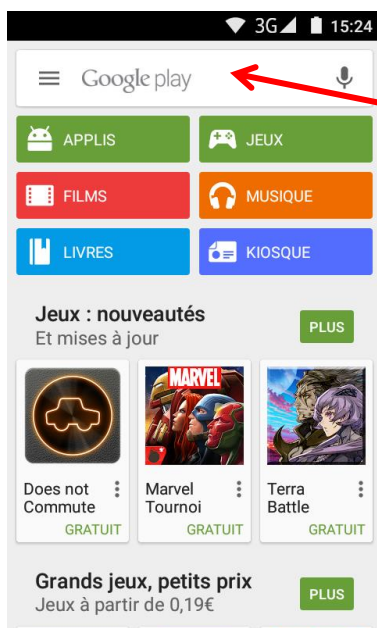 3G 15:24
Google play
APPLIS JEUX
FILMS MUSIQUE
LIVRES KIOSQUE
Jeux : nouveautés
Et mises à jour
PLUS
MARVEL
Does not Commute
GRATUIT
Marvel Tournoi
GRATUIT
Terra Battle
GRATUIT
Grands jeux, petits prix
Jeux à partir de 0,19€
PLUS